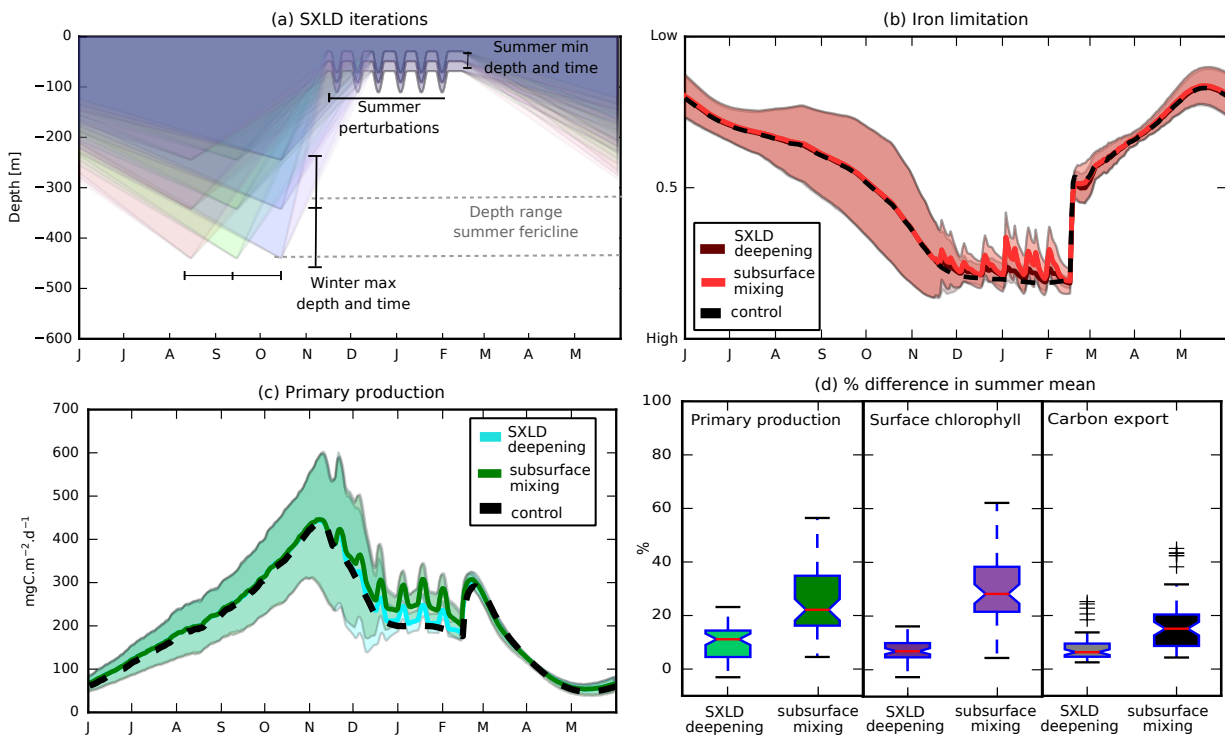 (a) SXLD iterations
0
−100
−200
−300
−400
−500
−600
Depth [m]
Summer min
depth and time
Summer
perturbations
Depth range
summer fericline
Winter max
depth and time
J J A S O N D J F M A M
(b) Iron limitation
Low
0.5
High
SXLD
deepening
subsurface
mixing
control
J J A S O N D J F M A M
(c) Primary production
700
600
500
400
300
200
100
0
mgC.m⁻².d⁻¹
SXLD
deepening
subsurface
mixing
control
J J A S O N D J F M A M
(d) % difference in summer mean
100
80
60
40
20
0
%
Primary production
Surface chlorophyll
Carbon export
SXLD
deepening
subsurface
mixing
SXLD
deepening
subsurface
mixing
SXLD
deepening
subsurface
mixing